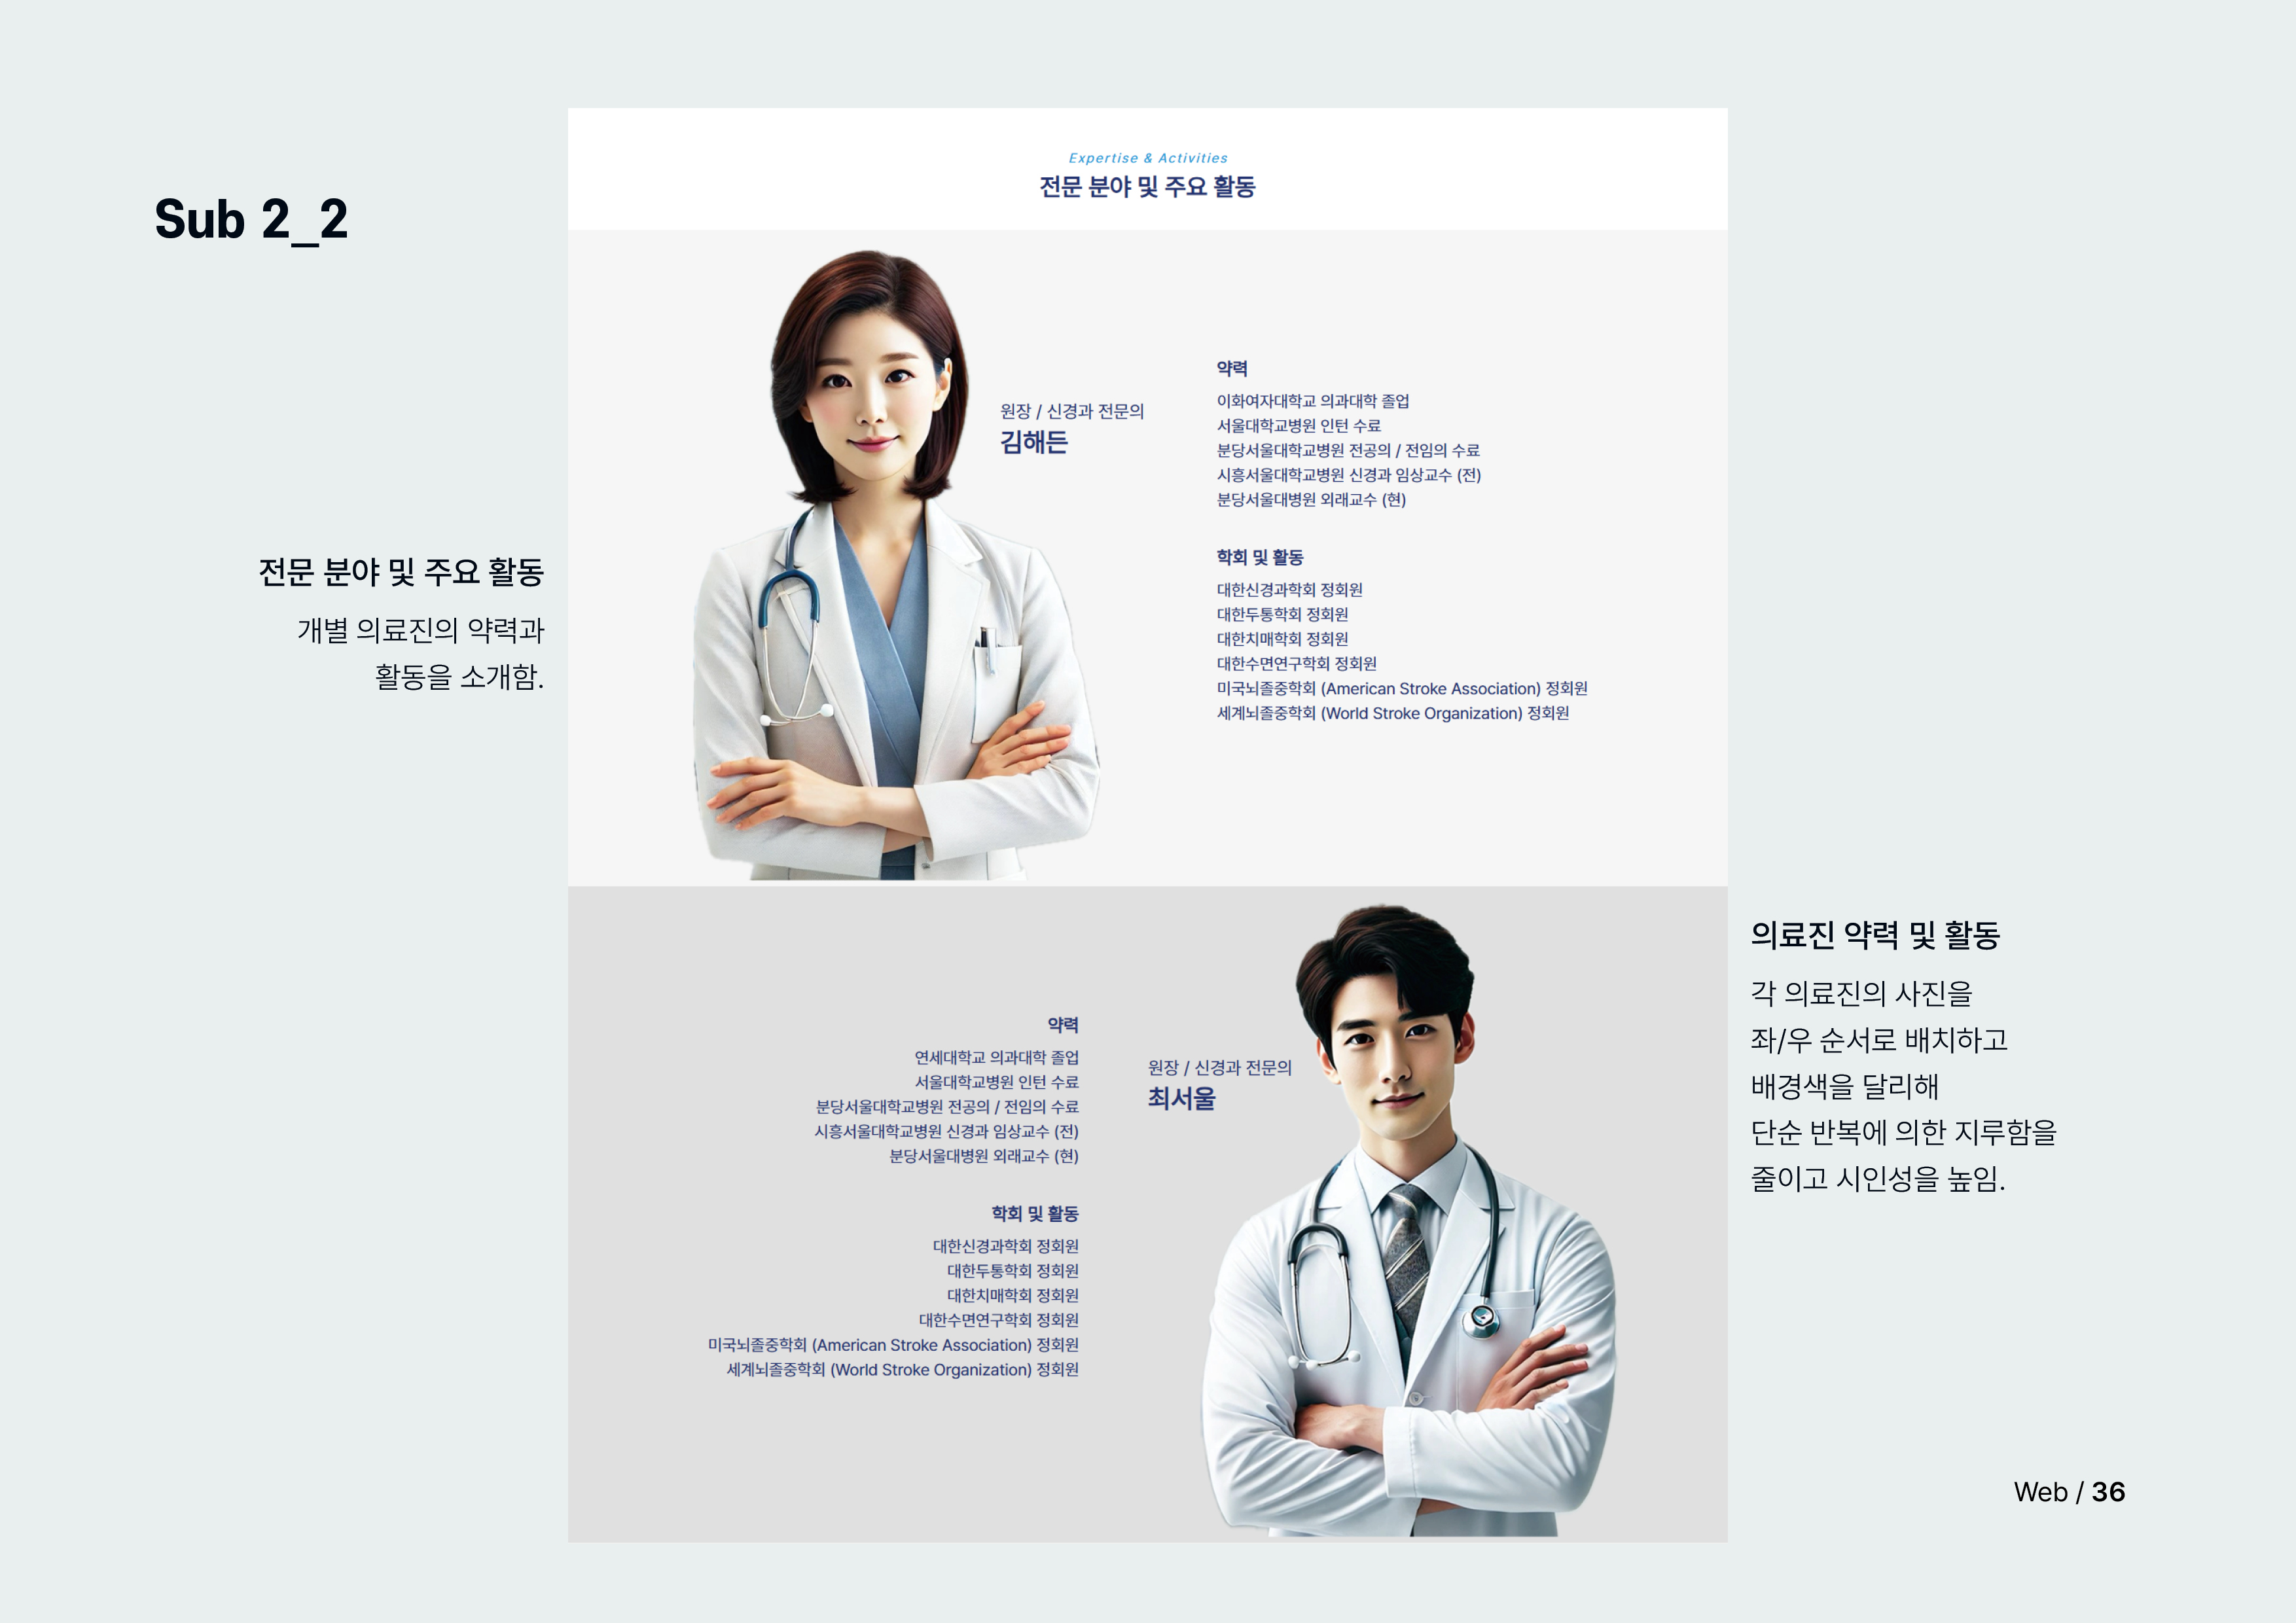 Sub 2_2
전문 분야 및 주요 활동
개별 의료진의 약력과
활동을 소개함.
Expertise & Activities
전문 분야 및 주요 활동
원장 / 신경과 전문의
김해든
약력
이화여자대학교 의과대학 졸업
서울대학교병원 인턴 수료
분당서울대학교병원 전공의 / 전임의 수료
시흥서울대학교병원 신경과 임상교수 (전)
분당서울대병원 외래교수 (현)
학회 및 활동
대한신경과학회 정회원
대한두통학회 정회원
대한치매학회 정회원
대한수면연구학회 정회원
미국뇌졸중학회 (American Stroke Association) 정회원
세계뇌졸중학회 (World Stroke Organization) 정회원
약력
연세대학교 의과대학 졸업
서울대학교병원 인턴 수료
분당서울대학교병원 전공의 / 전임의 수료
시흥서울대학교병원 신경과 임상교수 (전)
분당서울대병원 외래교수 (현)
학회 및 활동
대한신경과학회 정회원
대한두통학회 정회원
대한치매학회 정회원
대한수면연구학회 정회원
미국뇌졸중학회 (American Stroke Association) 정회원
세계뇌졸중학회 (World Stroke Organization) 정회원
원장 / 신경과 전문의
최서울
의료진 약력 및 활동
각 의료진의 사진을
좌/우 순서로 배치하고
배경색을 달리해
단순 반복에 의한 지루함을
줄이고 시인성을 높임.
Web / 36